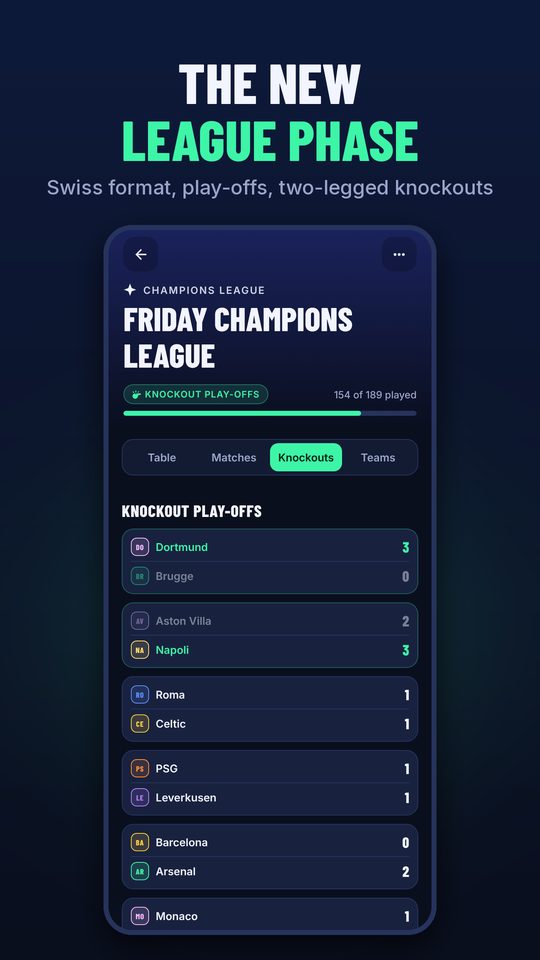 THE NEW
LEAGUE PHASE
Swiss format, play-offs, two-legged knockouts
CHAMPIONS LEAGUE
FRIDAY CHAMPIONS
LEAGUE
KNOCKOUT PLAY-OFFS 154 of 189 played
Table Matches Knockouts Teams
KNOCKOUT PLAY-OFFS
DO Dortmund 3
BR Brugge 0
AV Aston Villa 2
NA Napoli 3
RO Roma 1
CE Celtic 1
PS PSG 1
LE Leverkusen 1
BA Barcelona 0
AR Arsenal 2
MO Monaco 1